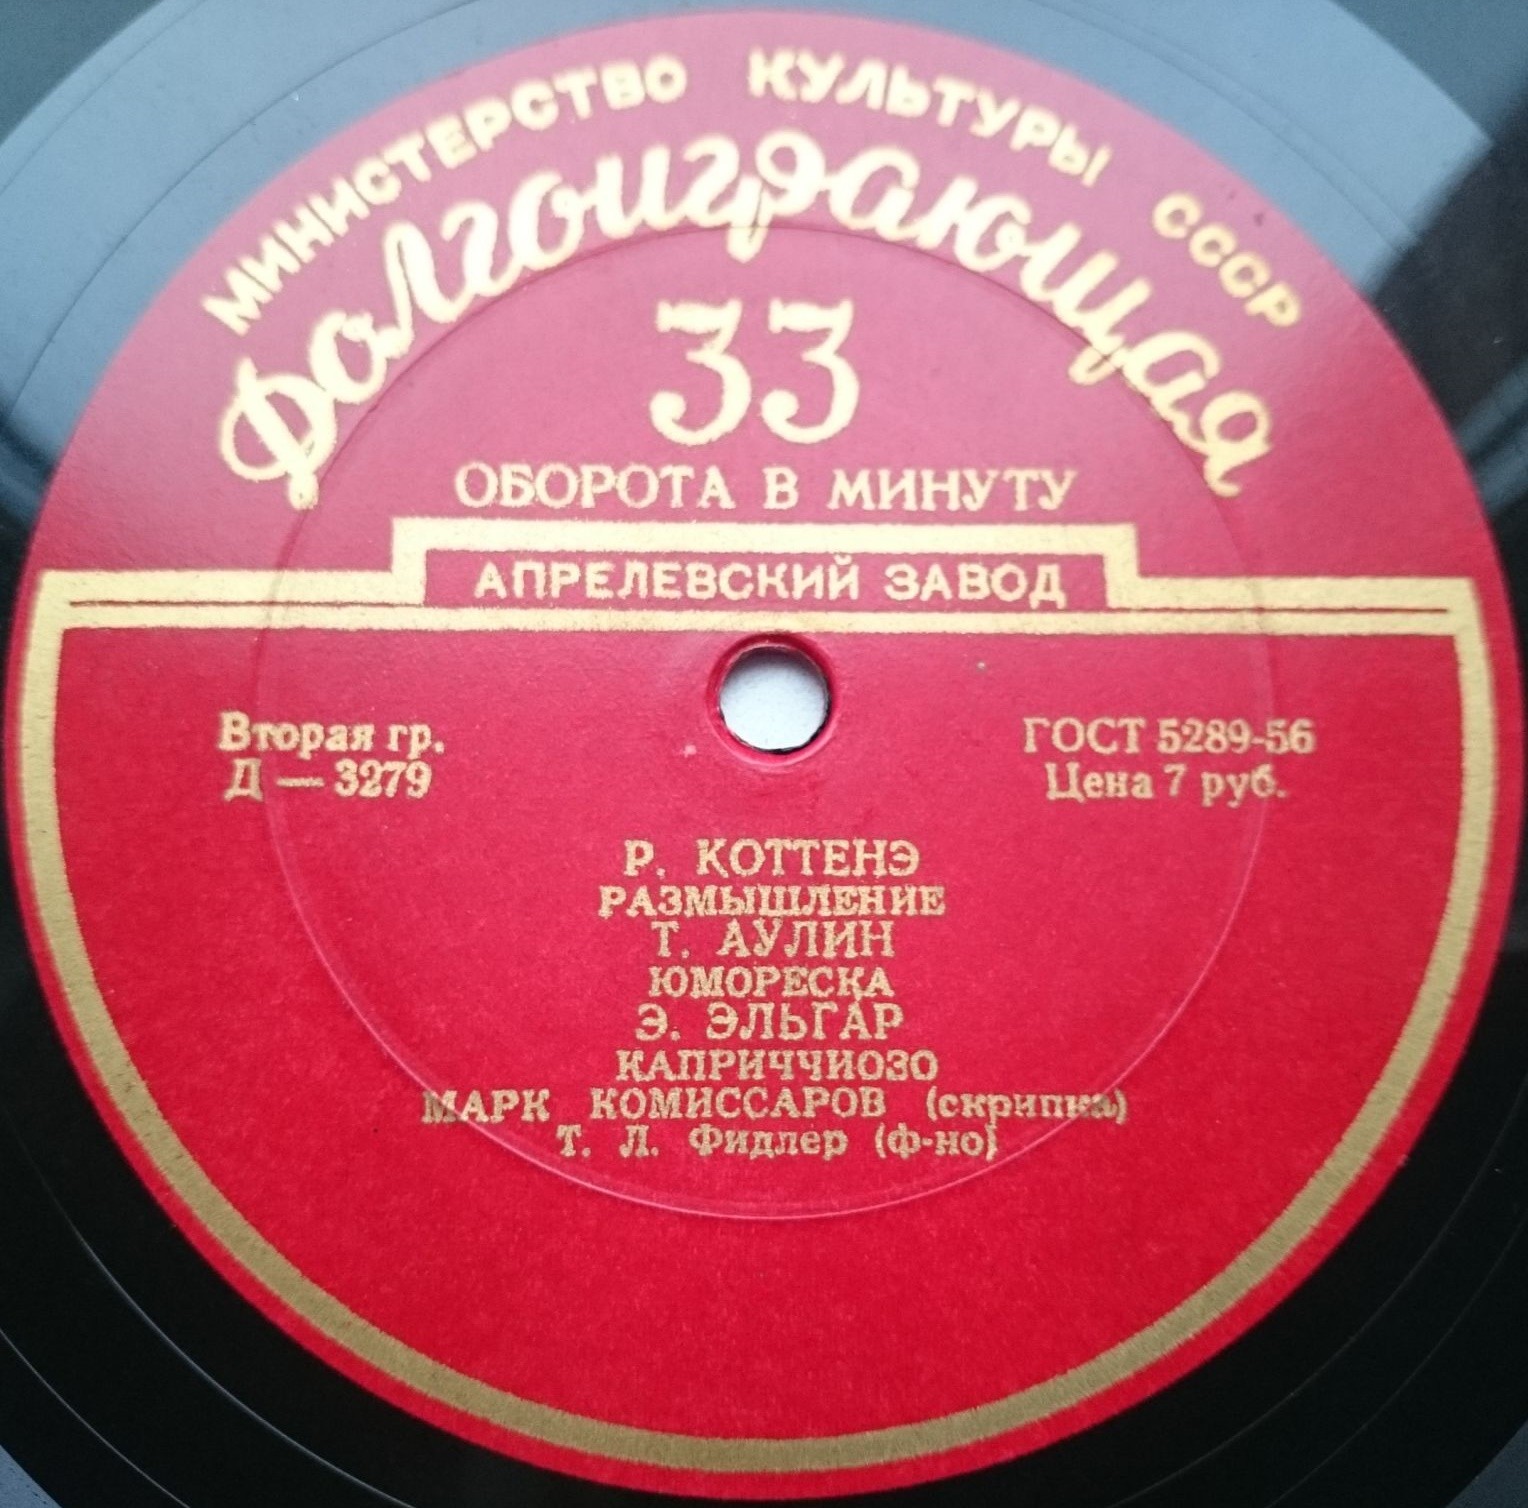 МИНИСТЕРСТВО КУЛЬТУРЫ СССР
Долгоиграющая
33
ОБОРОТА В МИНУТУ
АПРЕЛЕВСКИЙ ЗАВОД
Вторая гр.
Д — 3279
ГОСТ 5289-56
Цена 7 руб.
Р. КОТТЕНЭ
РАЗМЫШЛЕНИЕ
Т. АУЛИН
ЮМОРЕСКА
Э. ЭЛЬГАР
КАПРИЧЧИОЗО
МАРК КОМИССАРОВ (скрипка)
Т. Л. Фидлер (ф-но)